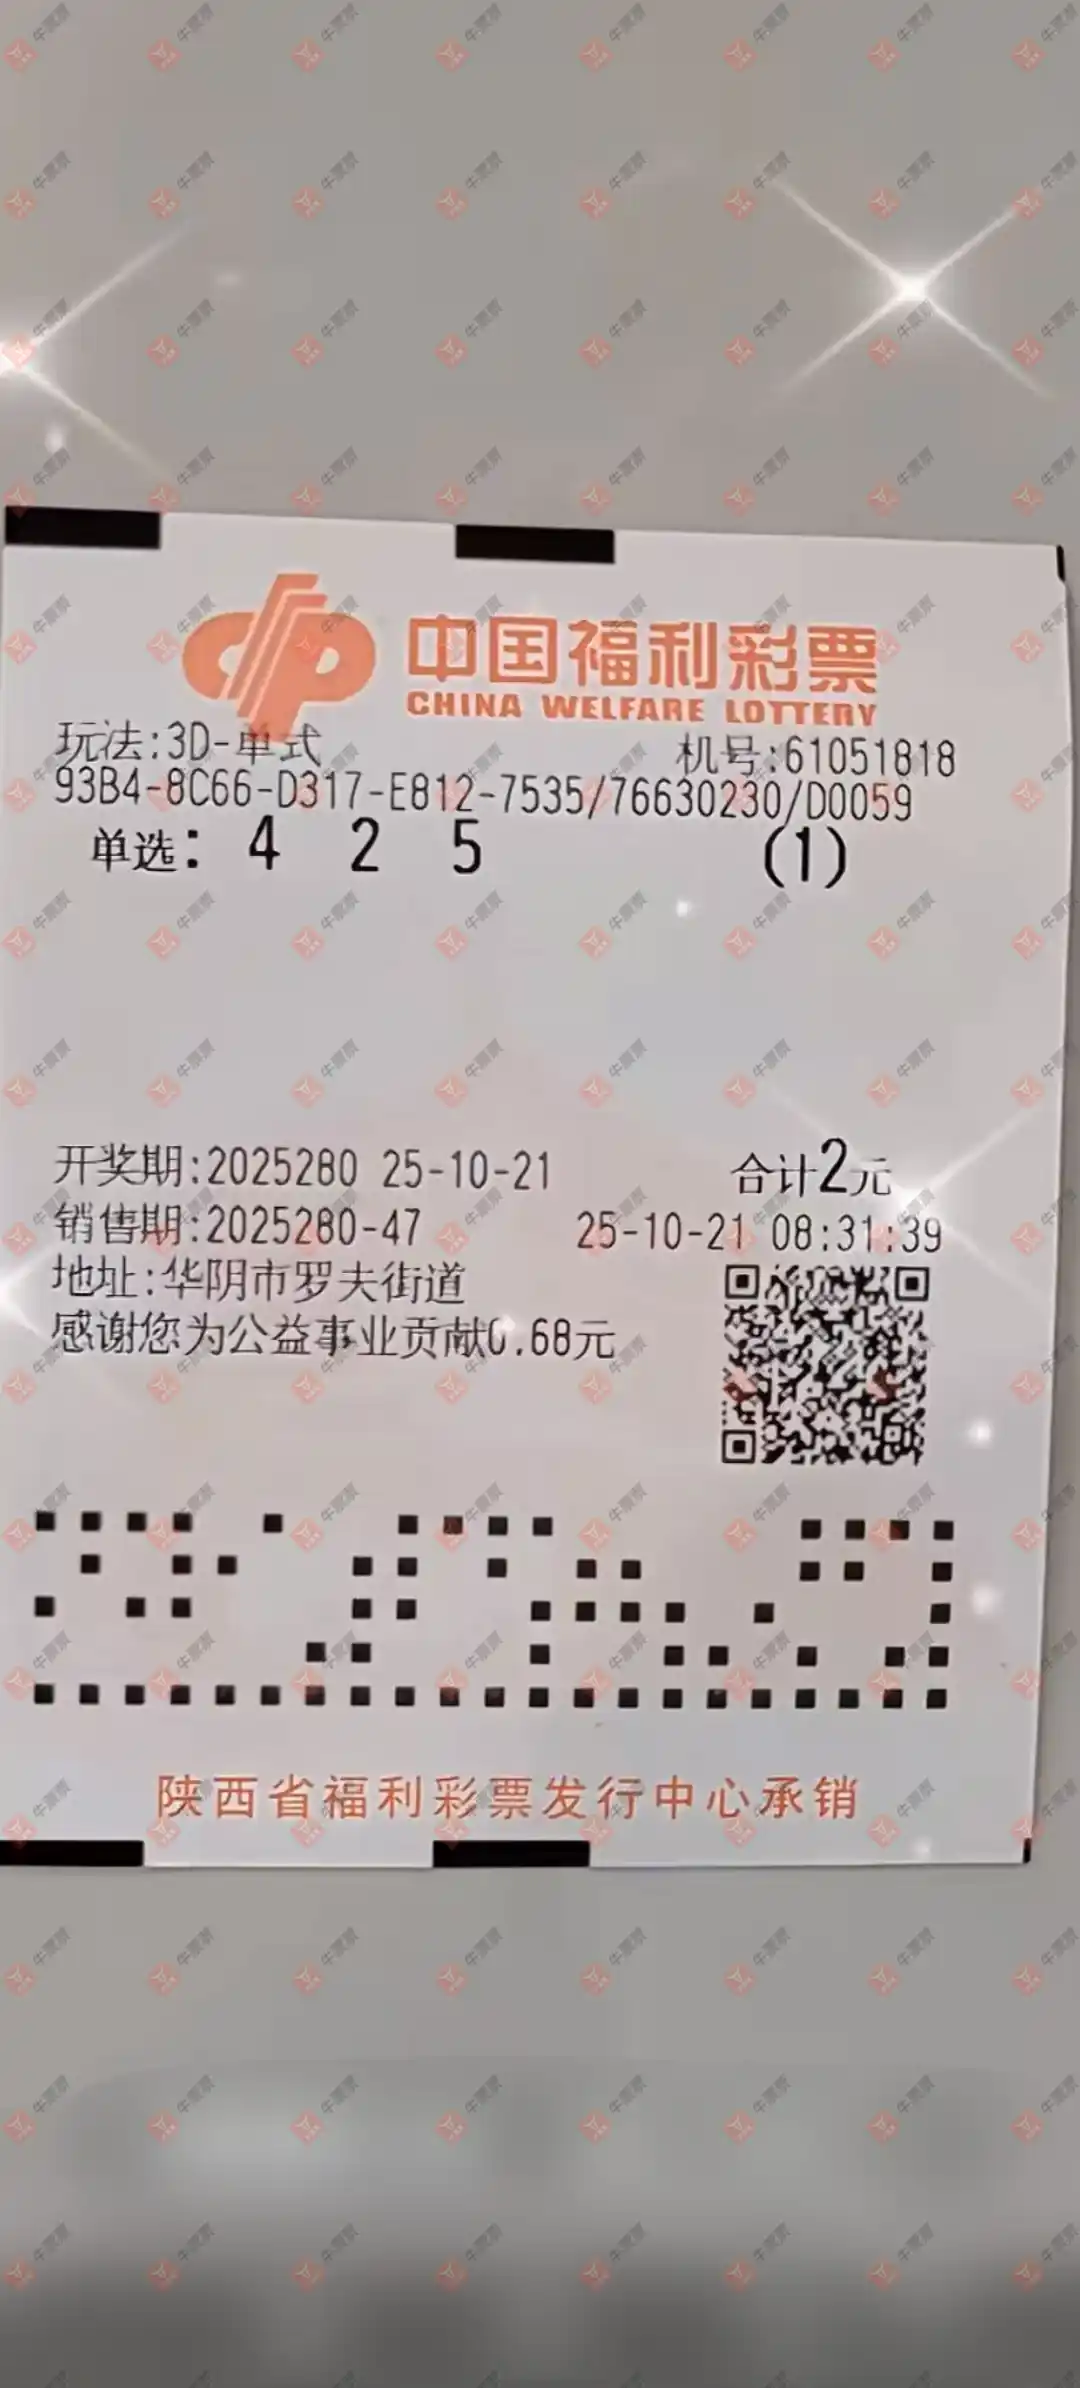 中国福利彩票
CHINA WELFARE LOTTERY
玩法:3D-单式 机号:61051818
93B4-8C66-D317-E812-7535/76630230/D0059
单选: 4 2 5 (1)
开奖期:2025280 25-10-21 合计2元
销售期:2025280-47 25-10-21 08:31:39
地址:华阴市罗夫街道
感谢您为公益事业贡献0.68元
陕西省福利彩票发行中心承销
牛票票